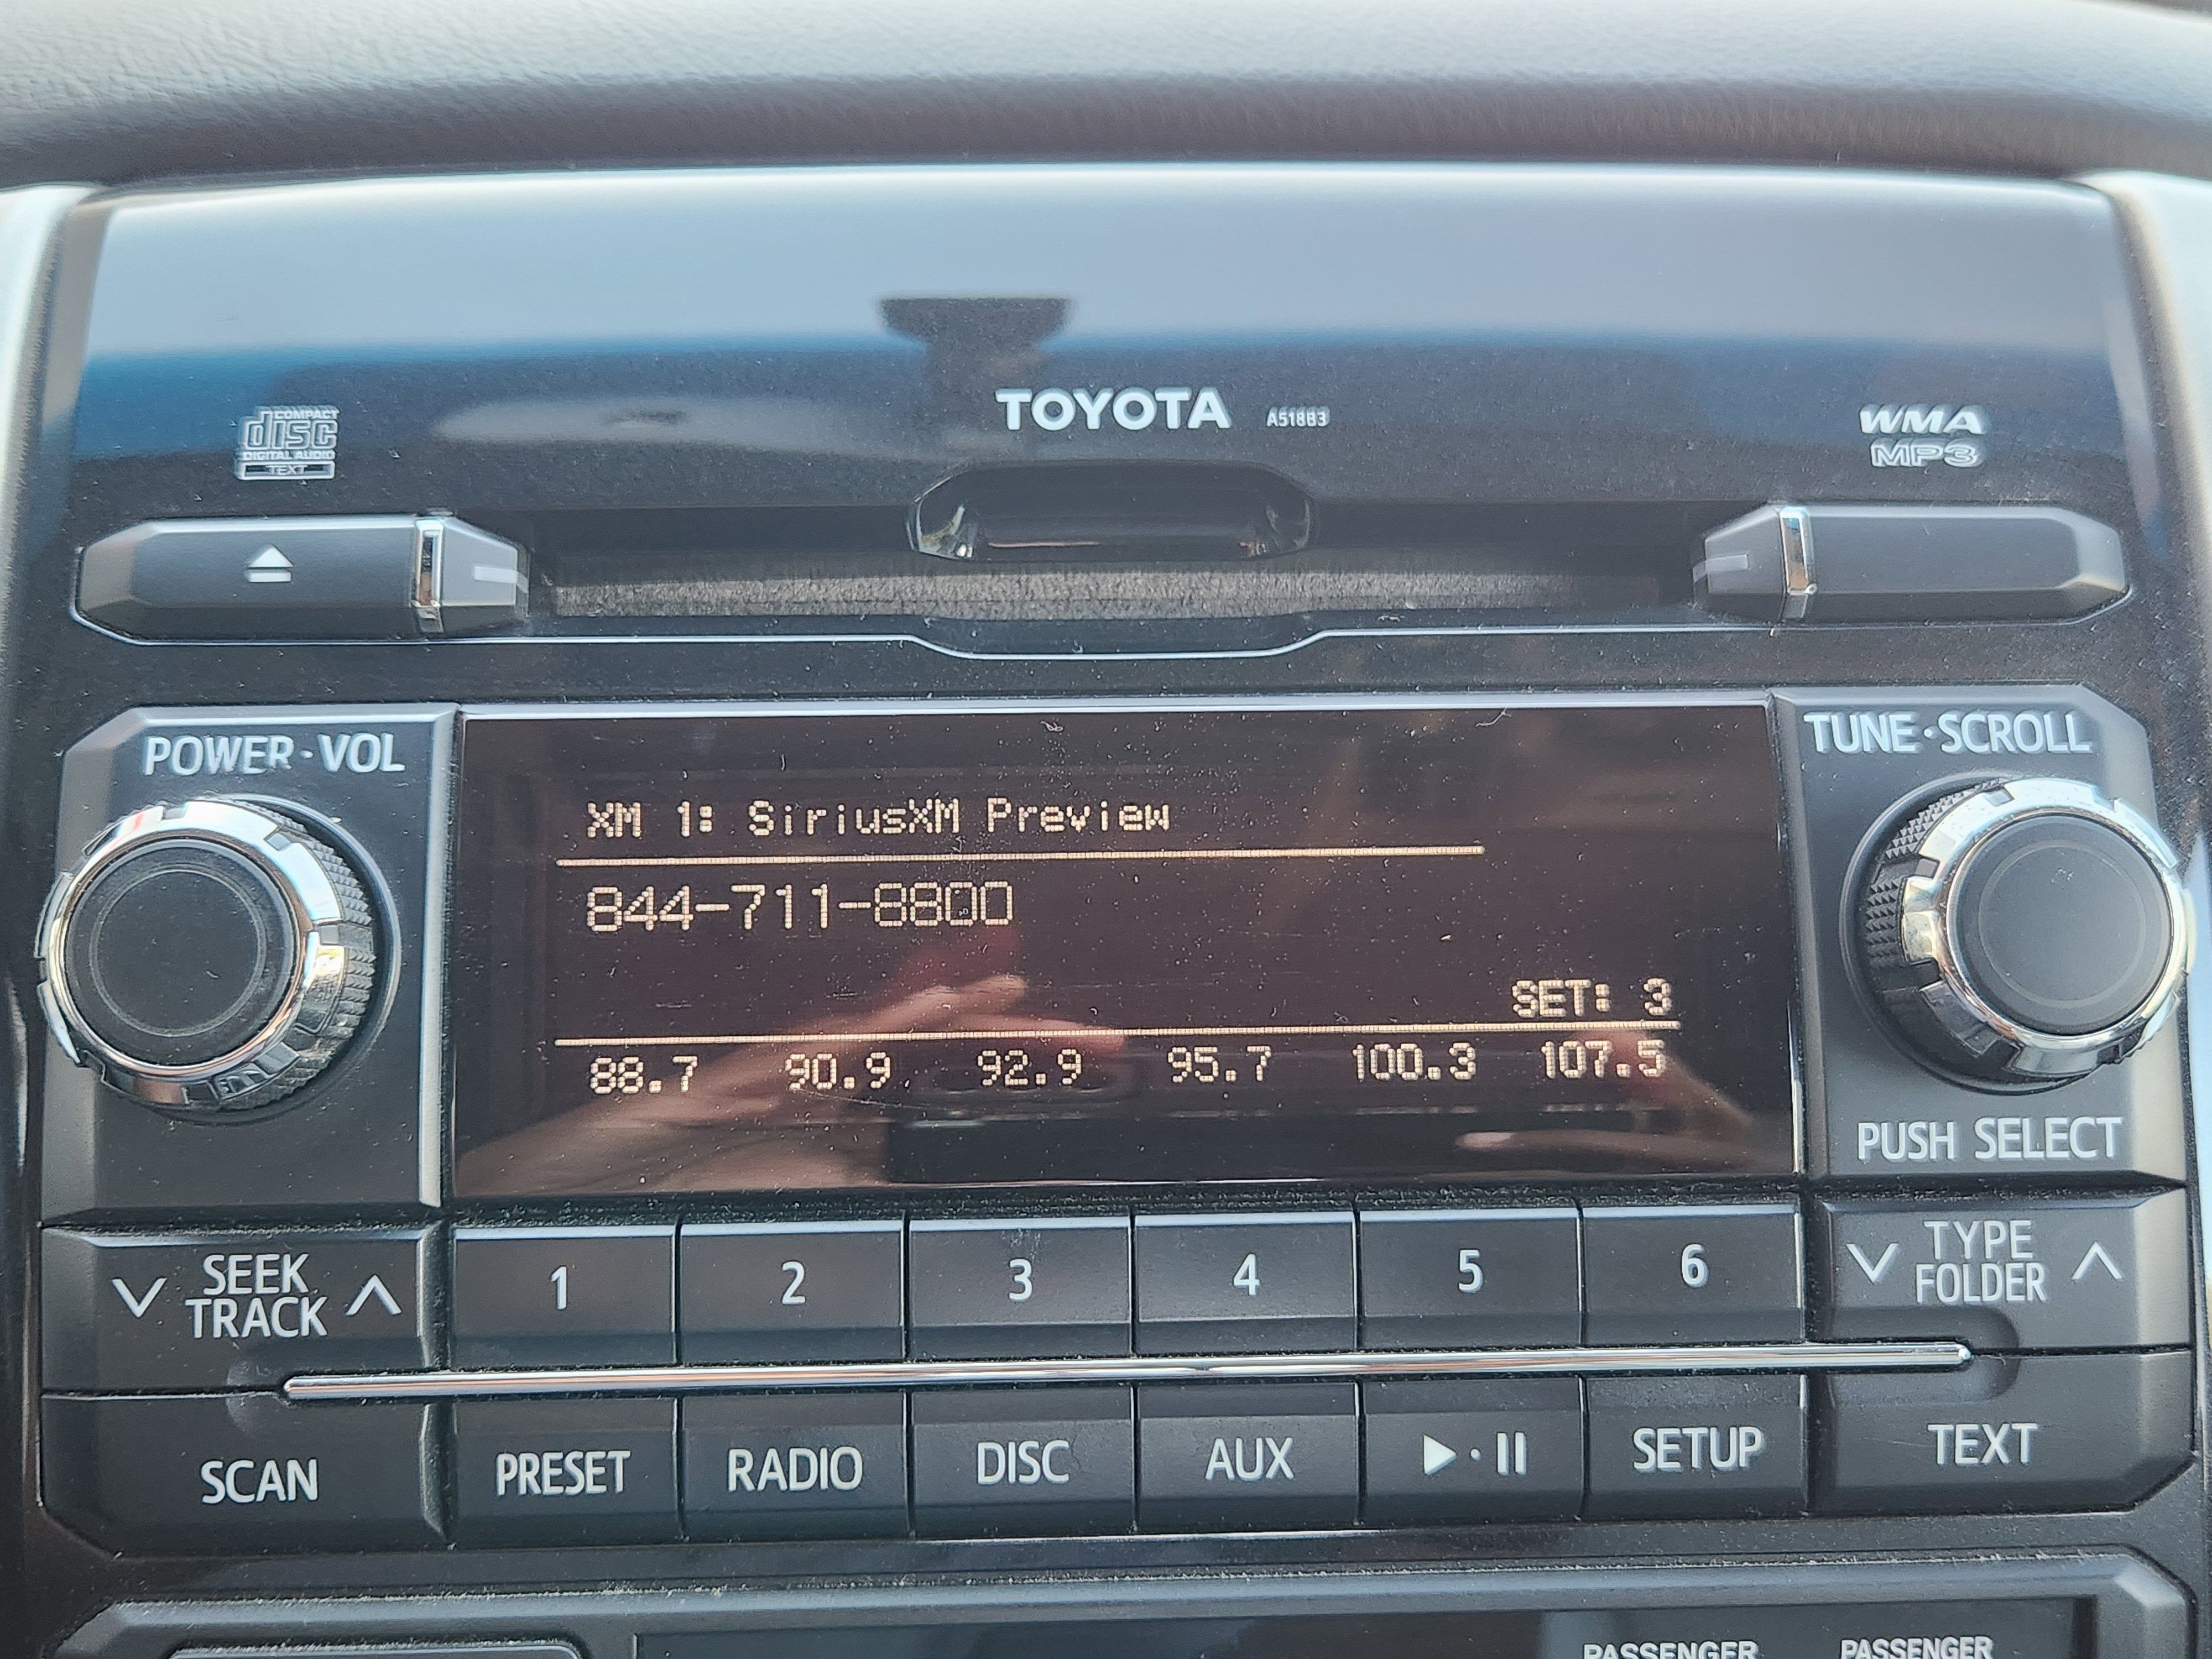 COMPACT
disc
DIGITAL AUDIO
TEXT
TOYOTA A518B3
WMA
MP3
POWER·VOL
TUNE·SCROLL
XM 1: SiriusXM Preview
844-711-8800
SET: 3
88.7 90.9 92.9 95.7 100.3 107.5
PUSH SELECT
SEEK
TRACK
1 2 3 4 5 6
TYPE
FOLDER
SCAN PRESET RADIO DISC AUX SETUP TEXT
PASSENGER PASSENGER